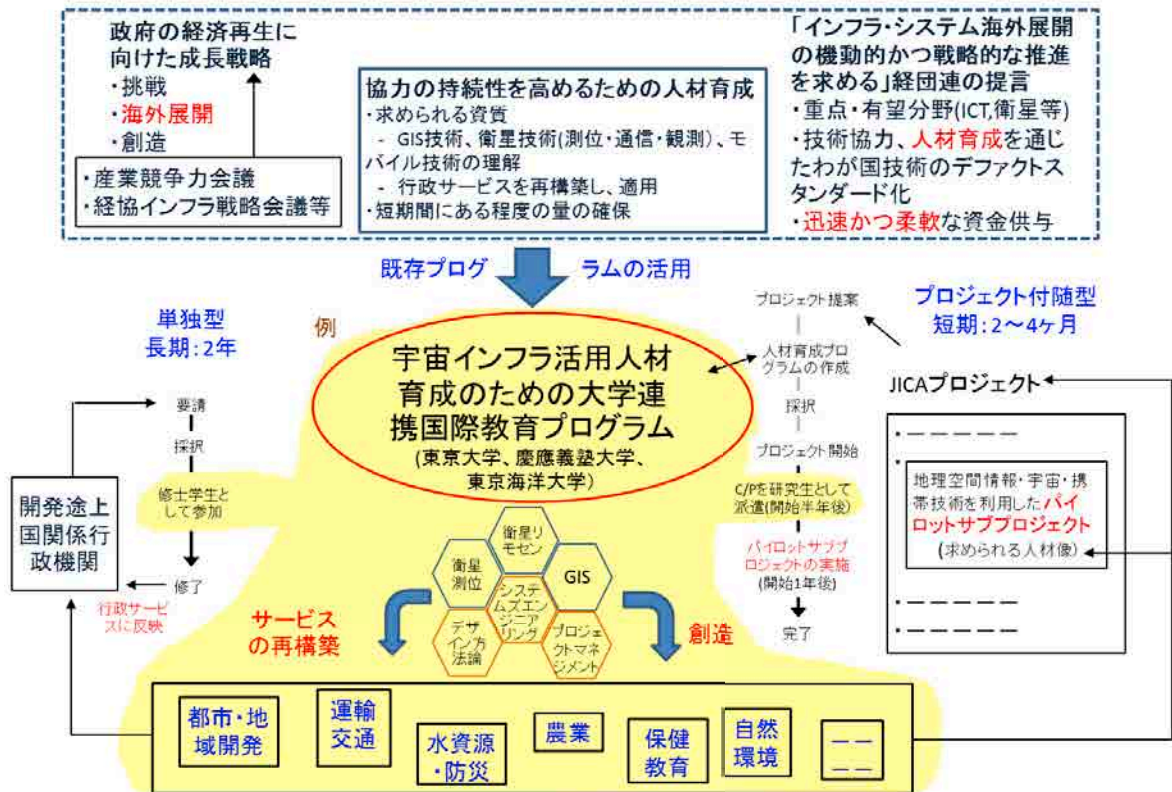 政府の経済再生に
向けた成長戦略
・挑戦
・海外展開
・創造
・産業競争力会議
・経協インフラ戦略会議等
協力の持続性を高めるための人材育成
・求められる資質
- GIS技術、衛星技術(測位・通信・観測)、モ
バイル技術の理解
- 行政サービスを再構築し、適用
・短期間にある程度の量の確保
「インフラ・システム海外展開
の機動的かつ戦略的な推進
を求める」経団連の提言
・重点・有望分野(ICT,衛星等)
・技術協力、人材育成を通じ
たわが国技術のデファクトス
タンダード化
・迅速かつ柔軟な資金供与
既存プログ ラムの活用
単独型
長期:2年
要請
採択
修士学生と
して参加
修了
開発途上
国関係行
政機関
行政サービ
スに反映
例
宇宙インフラ活用人材
育成のための大学連
携国際教育プログラム
(東京大学、慶應義塾大学、
東京海洋大学)
プロジェクト提案
人材育成プロ
グラムの作成
採択
プロジェクト開始
C/Pを研究生として
派遣(開始半年後)
パイロットサブプ
ロジェクトの実施
(開始1年後)
完了
プロジェクト付随型
短期:2～4ヶ月
JICAプロジェクト
・ー ー ー ー ー
・
地理空間情報・宇宙・携
帯技術を利用したパイ
ロットサブプロジェクト
(求められる人材像)
・ー ー ー ー ー
・ー ー ー ー ー
衛星リ
モセン
衛星
測位
GIS
システ
ムズエン
ジニア
リング
デザ
イン方
法論
プロジェ
クトマネ
ジメント
サービス
の再構築
創造
都市・地
域開発
運輸
交通
水資源
・防災
農業
保健
教育
自然
環境
ー ー
ー ー